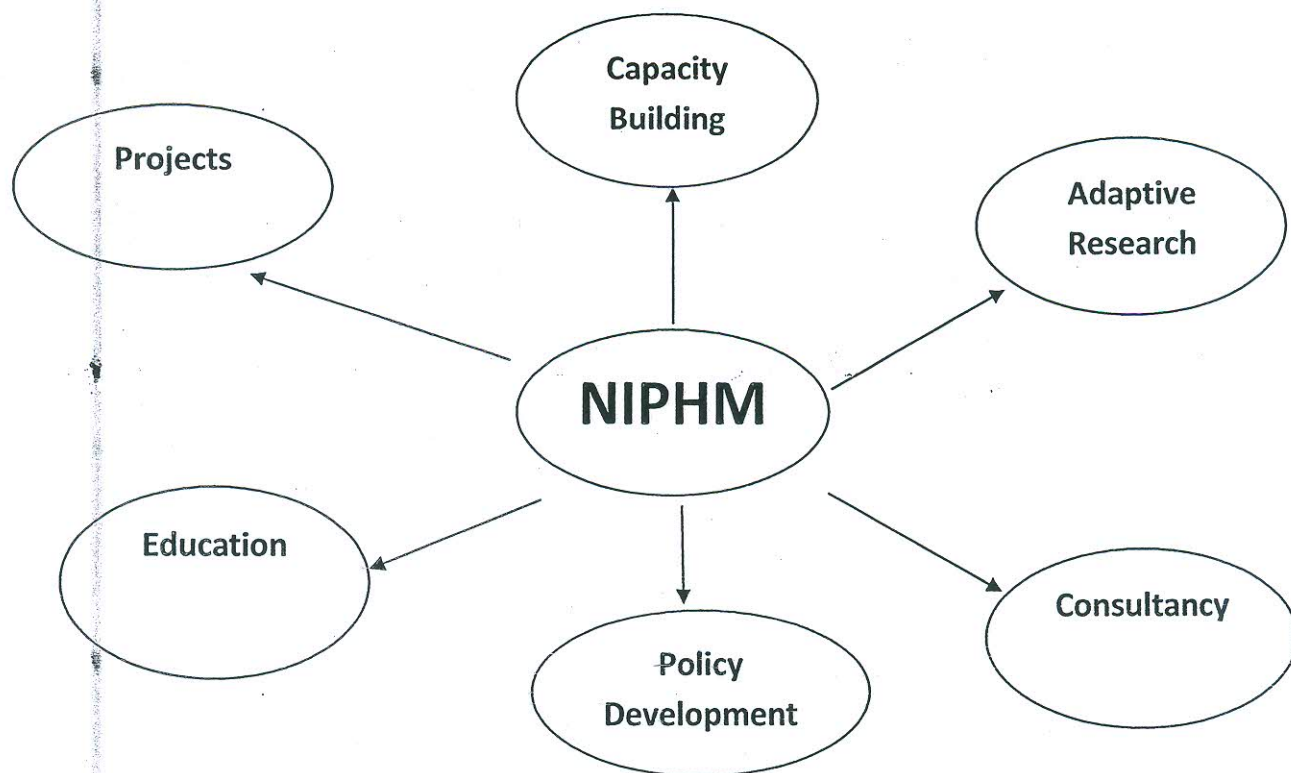 Capacity
Building
Projects
Adaptive
Research
NIPHM
Education
Consultancy
Policy
Development